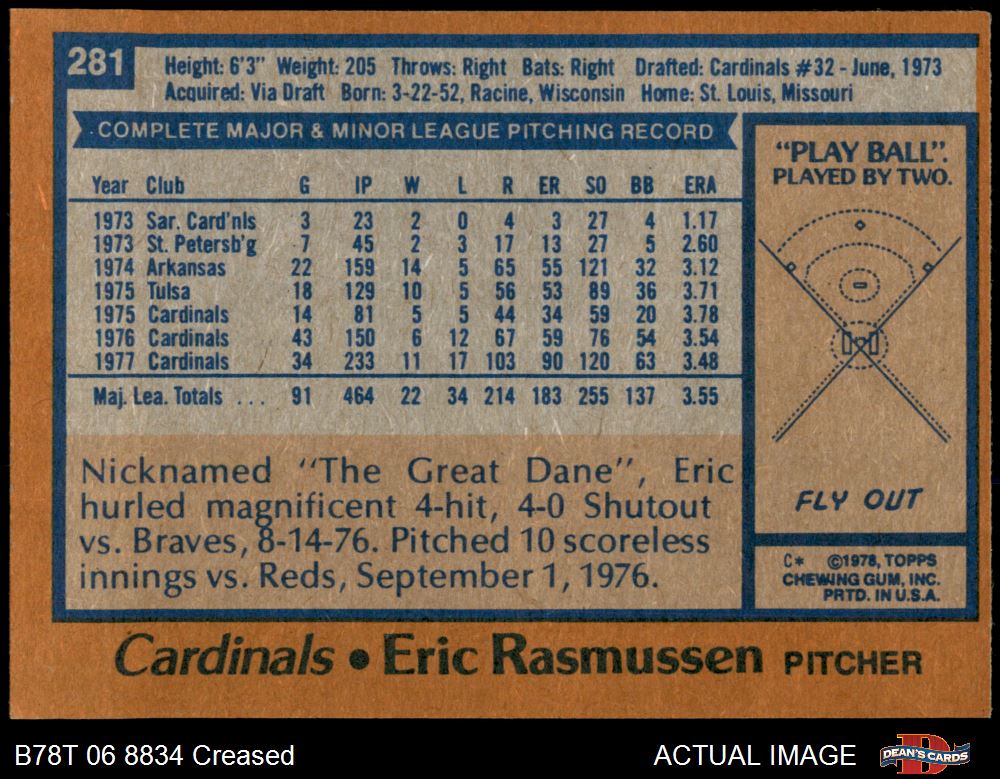 281
Height: 6'3" Weight: 205 Throws: Right Bats: Right Drafted: Cardinals #32 - June, 1973
Acquired: Via Draft Born: 3-22-52, Racine, Wisconsin Home: St. Louis, Missouri
COMPLETE MAJOR & MINOR LEAGUE PITCHING RECORD
Year Club G IP W L R ER SO BB ERA
1973 Sar. Card'nls 3 23 2 0 4 3 27 4 1.17
1973 St. Petersb'g 7 45 2 3 17 13 27 5 2.60
1974 Arkansas 22 159 14 5 65 55 121 32 3.12
1975 Tulsa 18 129 10 5 56 53 89 36 3.71
1975 Cardinals 14 81 5 5 44 34 59 20 3.78
1976 Cardinals 43 150 6 12 67 59 76 54 3.54
1977 Cardinals 34 233 11 17 103 90 120 63 3.48
Maj. Lea. Totals . . . 91 464 22 34 214 183 255 137 3.55
Nicknamed "The Great Dane", Eric
hurled magnificent 4-hit, 4-0 Shutout
vs. Braves, 8-14-76. Pitched 10 scoreless
innings vs. Reds, September 1, 1976.
"PLAY BALL".
PLAYED BY TWO.
FLY OUT
C* ©1978, TOPPS
CHEWING GUM, INC.
PRTD. IN U.S.A.
Cardinals • Eric Rasmussen PITCHER
B78T 06 8834 Creased
ACTUAL IMAGE
DEAN'S CARDS